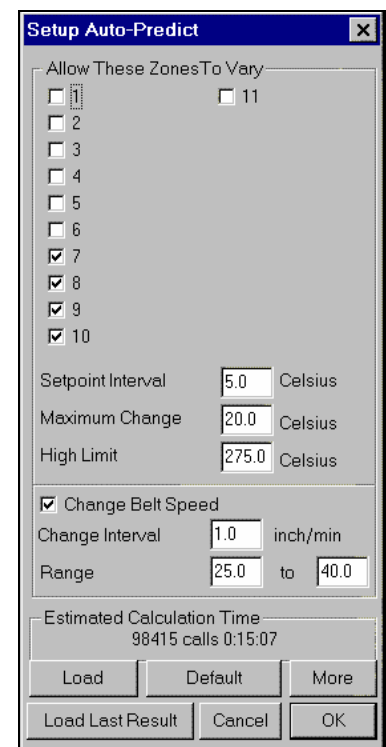 Setup Auto-Predict
Allow These ZonesTo Vary
1 11
2
3
4
5
6
7
8
9
10
Setpoint Interval 5.0 Celsius
Maximum Change 20.0 Celsius
High Limit 275.0 Celsius
Change Belt Speed
Change Interval 1.0 inch/min
Range 25.0 to 40.0
Estimated Calculation Time
98415 calls 0:15:07
Load Default More
Load Last Result Cancel OK